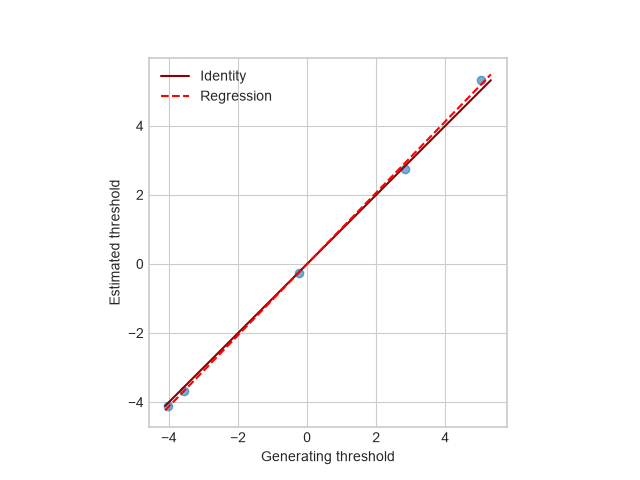 Identity
Regression
4
2
0
−2
−4
Estimated threshold
−4
−2
0
2
4
Generating threshold